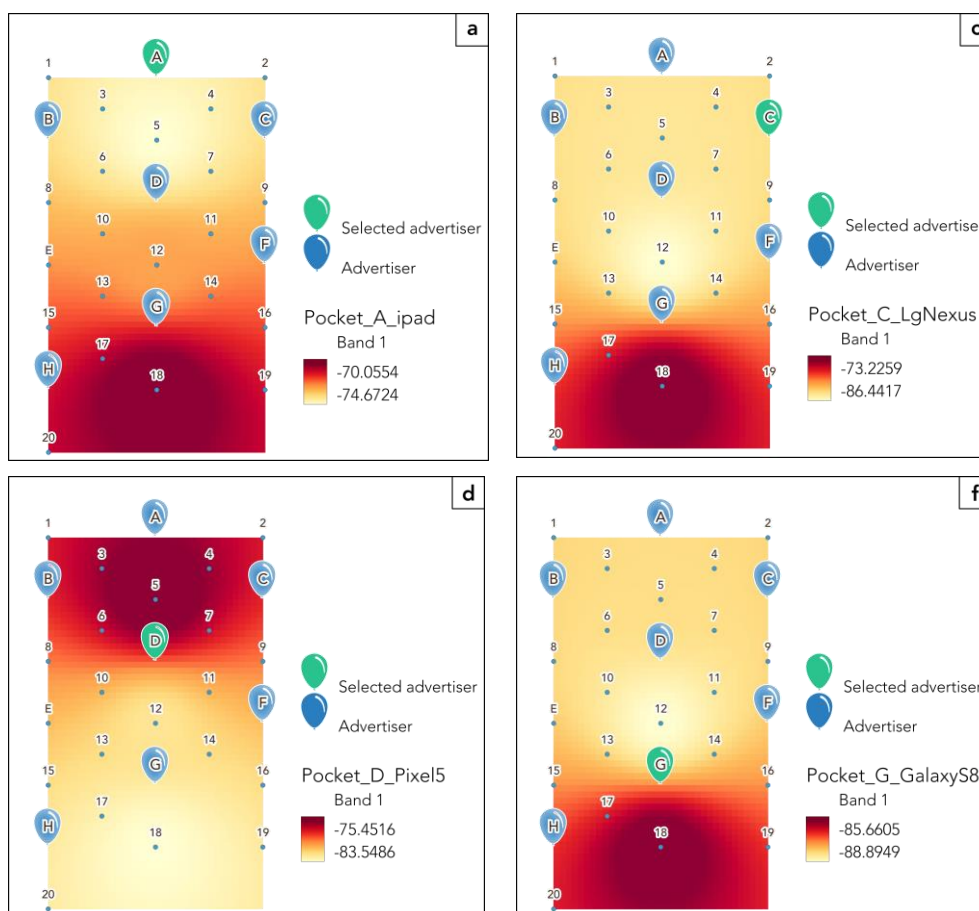 a
A
1
2
3
4
B
C
5
6
7
D
8
9
10
11
F
E
12
13
14
G
15
16
17
H
18
19
20
Selected advertiser
Advertiser
Pocket_A_ipad
Band 1
-70.0554
-74.6724
A
1
2
3
4
B
C
5
6
7
D
8
9
10
11
F
E
12
13
14
G
15
16
17
H
18
19
20
Selected advertise
Advertiser
Pocket_C_LgNexus
Band 1
-73.2259
-86.4417
d
A
1
2
3
4
B
C
5
6
7
D
8
9
10
11
F
E
12
13
14
G
15
16
17
H
18
19
20
Selected advertiser
Advertiser
Pocket_D_Pixel5
Band 1
-75.4516
-83.5486
f
A
1
2
3
4
B
C
5
6
7
D
8
9
10
11
F
E
12
13
14
G
15
16
17
H
18
19
20
Selected advertiser
Advertiser
Pocket_G_GalaxyS8
Band 1
-85.6605
-88.8949